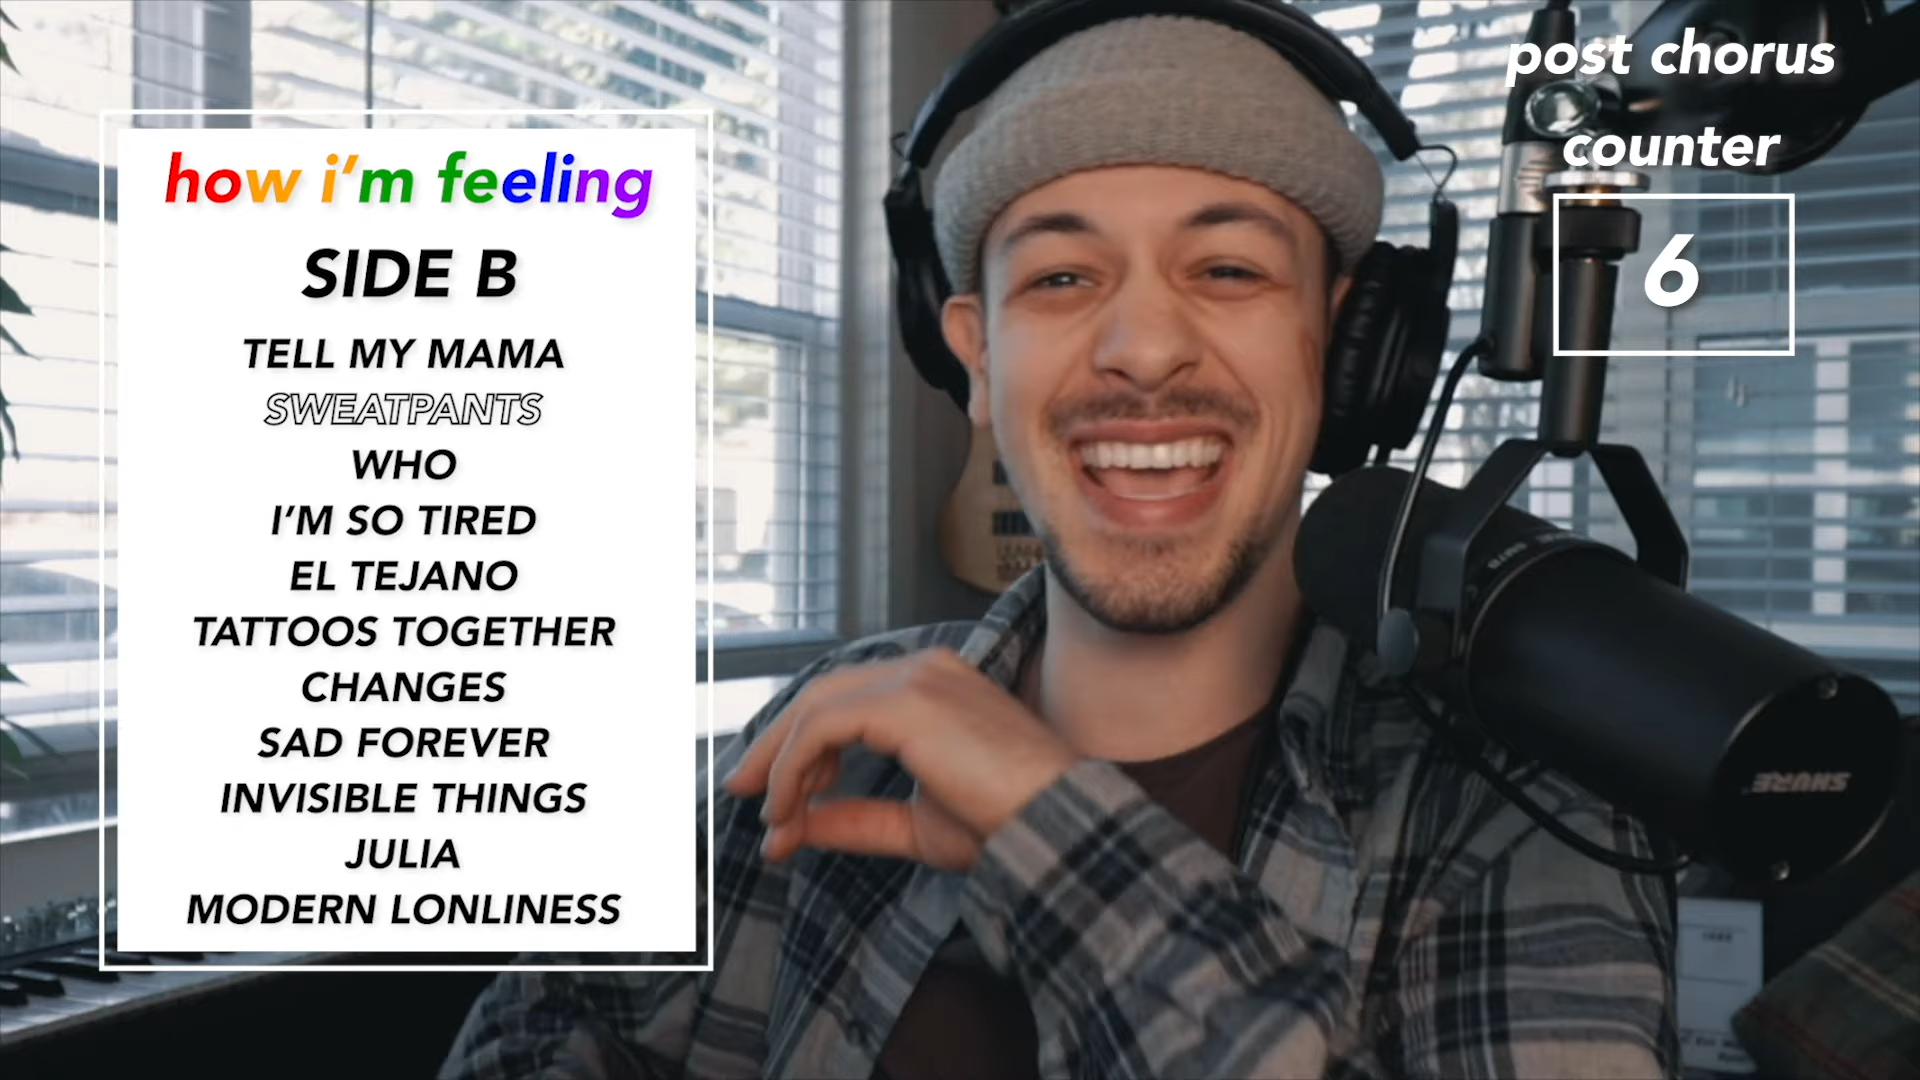 how i'm feeling
SIDE B
TELL MY MAMA
SWEATPANTS
WHO
I'M SO TIRED
EL TEJANO
TATTOOS TOGETHER
CHANGES
SAD FOREVER
INVISIBLE THINGS
JULIA
MODERN LONLINESS
post chorus
counter
6
SHURE